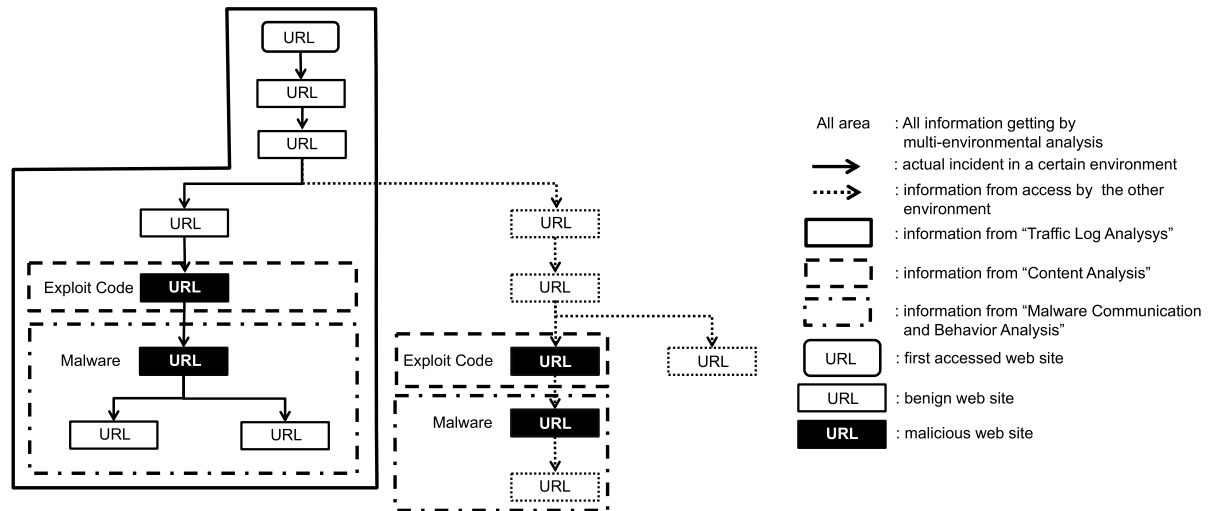 URL
URL
URL
URL
URL
Exploit Code URL
URL
Malware URL
URL URL
URL
Exploit Code URL
Malware URL
URL
All area : All information getting by
multi-environmental analysis
: actual incident in a certain environment
: information from access by the other
environment
: information from “Traffic Log Analysys”
: information from “Content Analysis”
: information from “Malware Communication
and Behavior Analysis”
URL : first accessed web site
URL : benign web site
URL : malicious web site